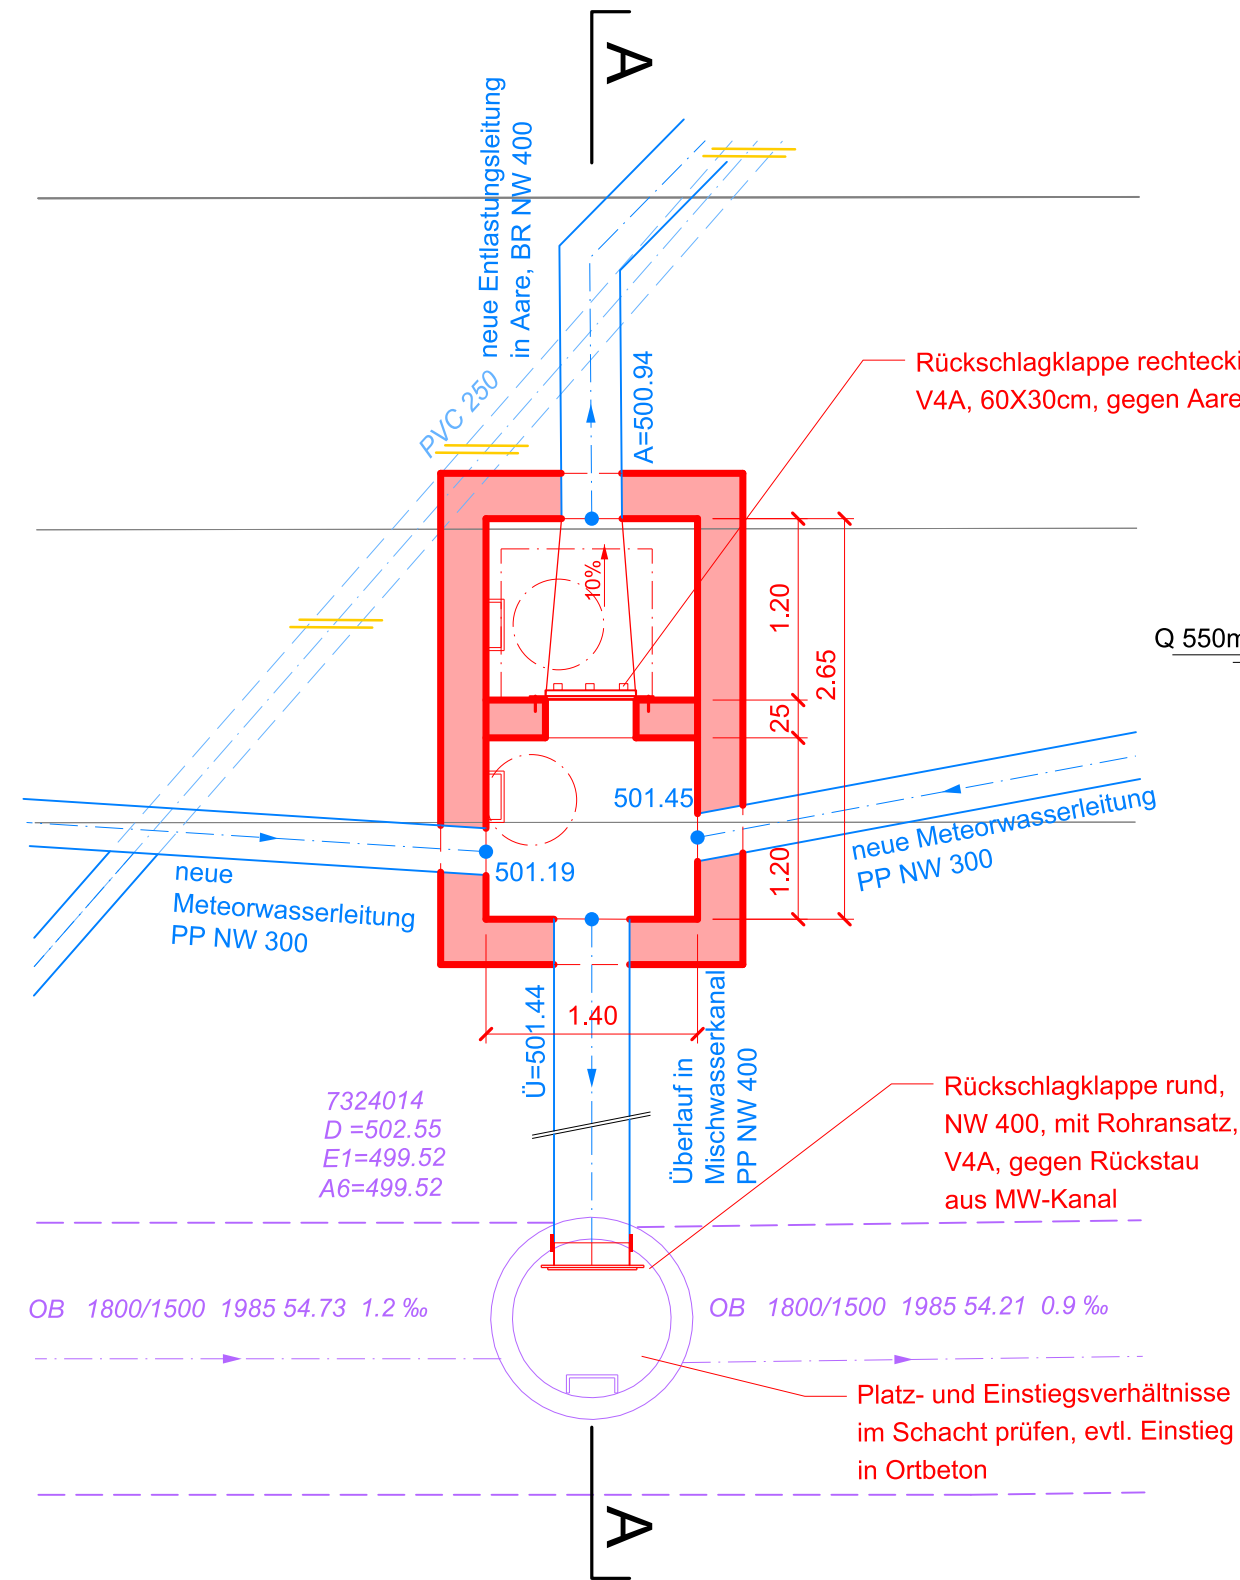 A
neue Entlastungsleitung
in Aare, BR NW 400
PVC 250
A=500.94
Rückschlagklappe rechtecki
V4A, 60X30cm, gegen Aare
10%
1.20
2.65
25
1.20
Q 550m
501.45
501.19
neue Meteorwasserleitung
PP NW 300
neue
Meteorwasserleitung
PP NW 300
1.40
Ü=501.44
Überlauf in
Mischwasserkanal
PP NW 400
7324014
D =502.55
E1=499.52
A6=499.52
Rückschlagklappe rund,
NW 400, mit Rohransatz,
V4A, gegen Rückstau
aus MW-Kanal
OB 1800/1500 1985 54.73 1.2 ‰
OB 1800/1500 1985 54.21 0.9 ‰
Platz- und Einstiegsverhältnisse
im Schacht prüfen, evtl. Einstieg
in Ortbeton
A